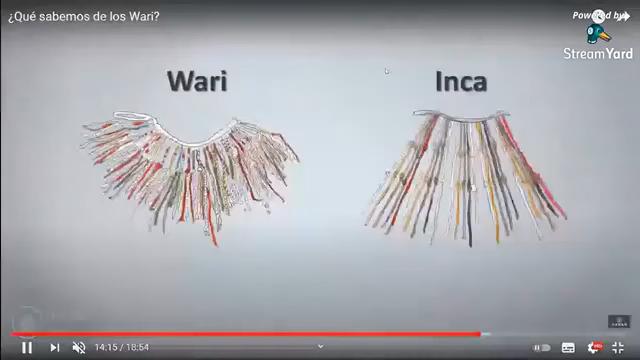 ¿Qué sabemos de los Wari?
Powered by
StreamYard
Wari
Inca
14:15 / 18:54